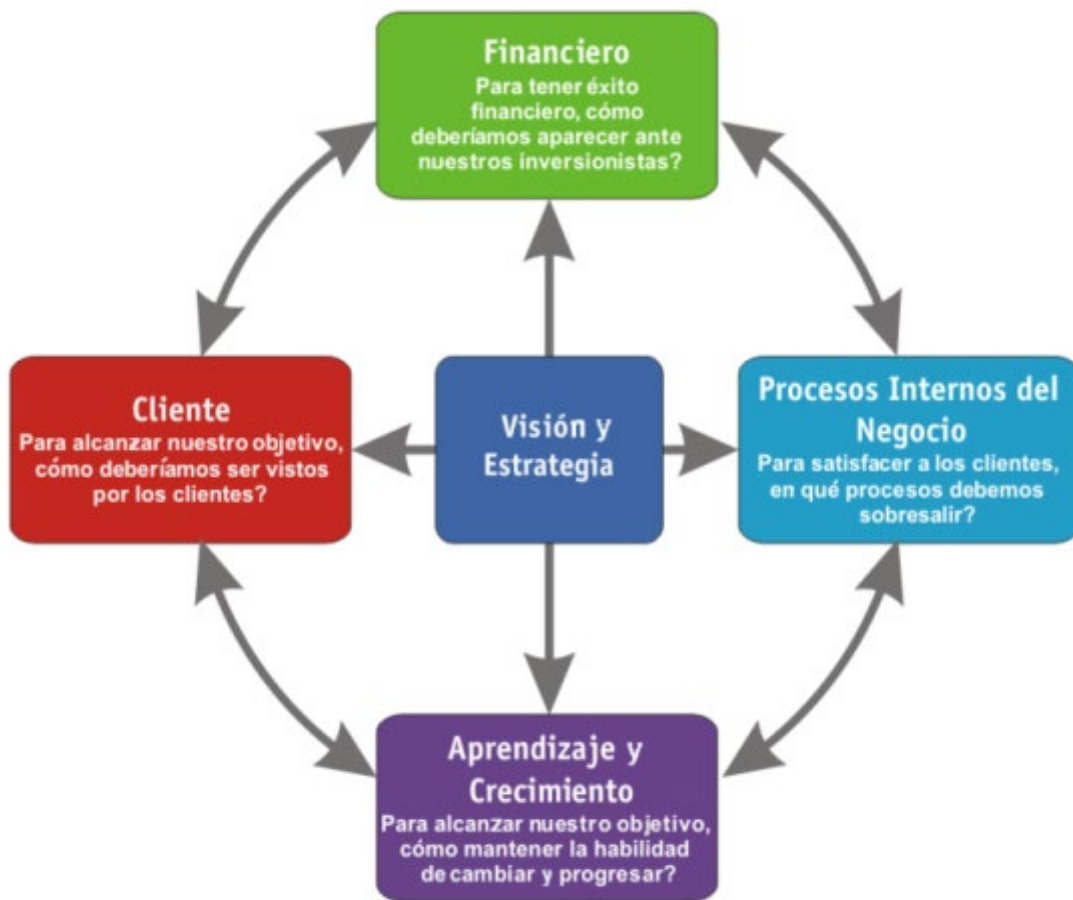 Financiero
Para tener éxito
financiero, cómo
deberíamos aparecer ante
nuestros inversionistas?
Cliente
Para alcanzar nuestro objetivo,
cómo deberíamos ser vistos
por los clientes?
Visión y
Estrategia
Procesos Internos del
Negocio
Para satisfacer a los clientes,
en qué procesos debemos
sobresalir?
Aprendizaje y
Crecimiento
Para alcanzar nuestro objetivo,
cómo mantener la habilidad
de cambiar y progresar?